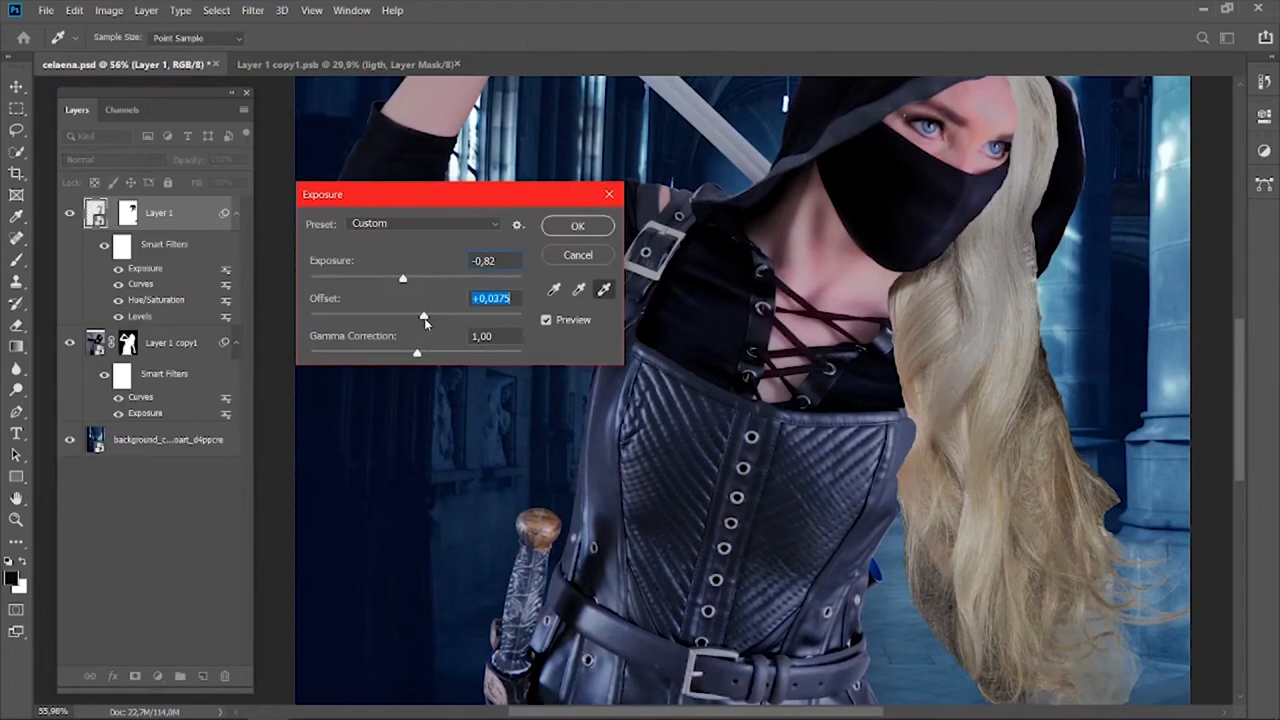 Ps File Edit Image Layer Type Select Filter 3D View Window Help
Sample Size: Point Sample
celaena.psd @ 56% (Layer 1, RGB/8) * × Layer 1 copy1.psb @ 29,9% (ligth, Layer Mask/8) ×
Layers Channels
Kind
Normal Opacity: 100%
Lock: Fill:
Layer 1
Smart Filters
Exposure
Curves
Hue/Saturation
Levels
Layer 1 copy1
Smart Filters
Curves
Exposure
background_c...oart_d4ppcre
Exposure
Preset: Custom OK
Exposure: -0,82 Cancel
Offset: +0,0375
Preview
Gamma Correction: 1,00
55,98% Doc: 22,7M/114,0M